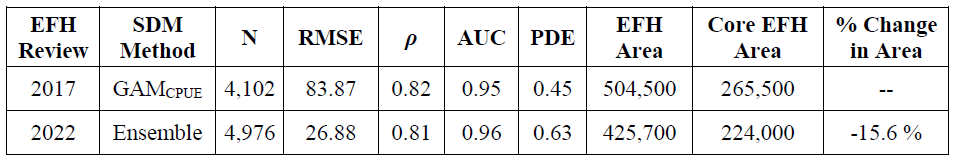 EFH Review SDM Method N RMSE ρ AUC PDE EFH Area Core EFH Area % Change in Area
2017 GAMCPUE 4,102 83.87 0.82 0.95 0.45 504,500 265,500 --
2022 Ensemble 4,976 26.88 0.81 0.96 0.63 425,700 224,000 -15.6 %